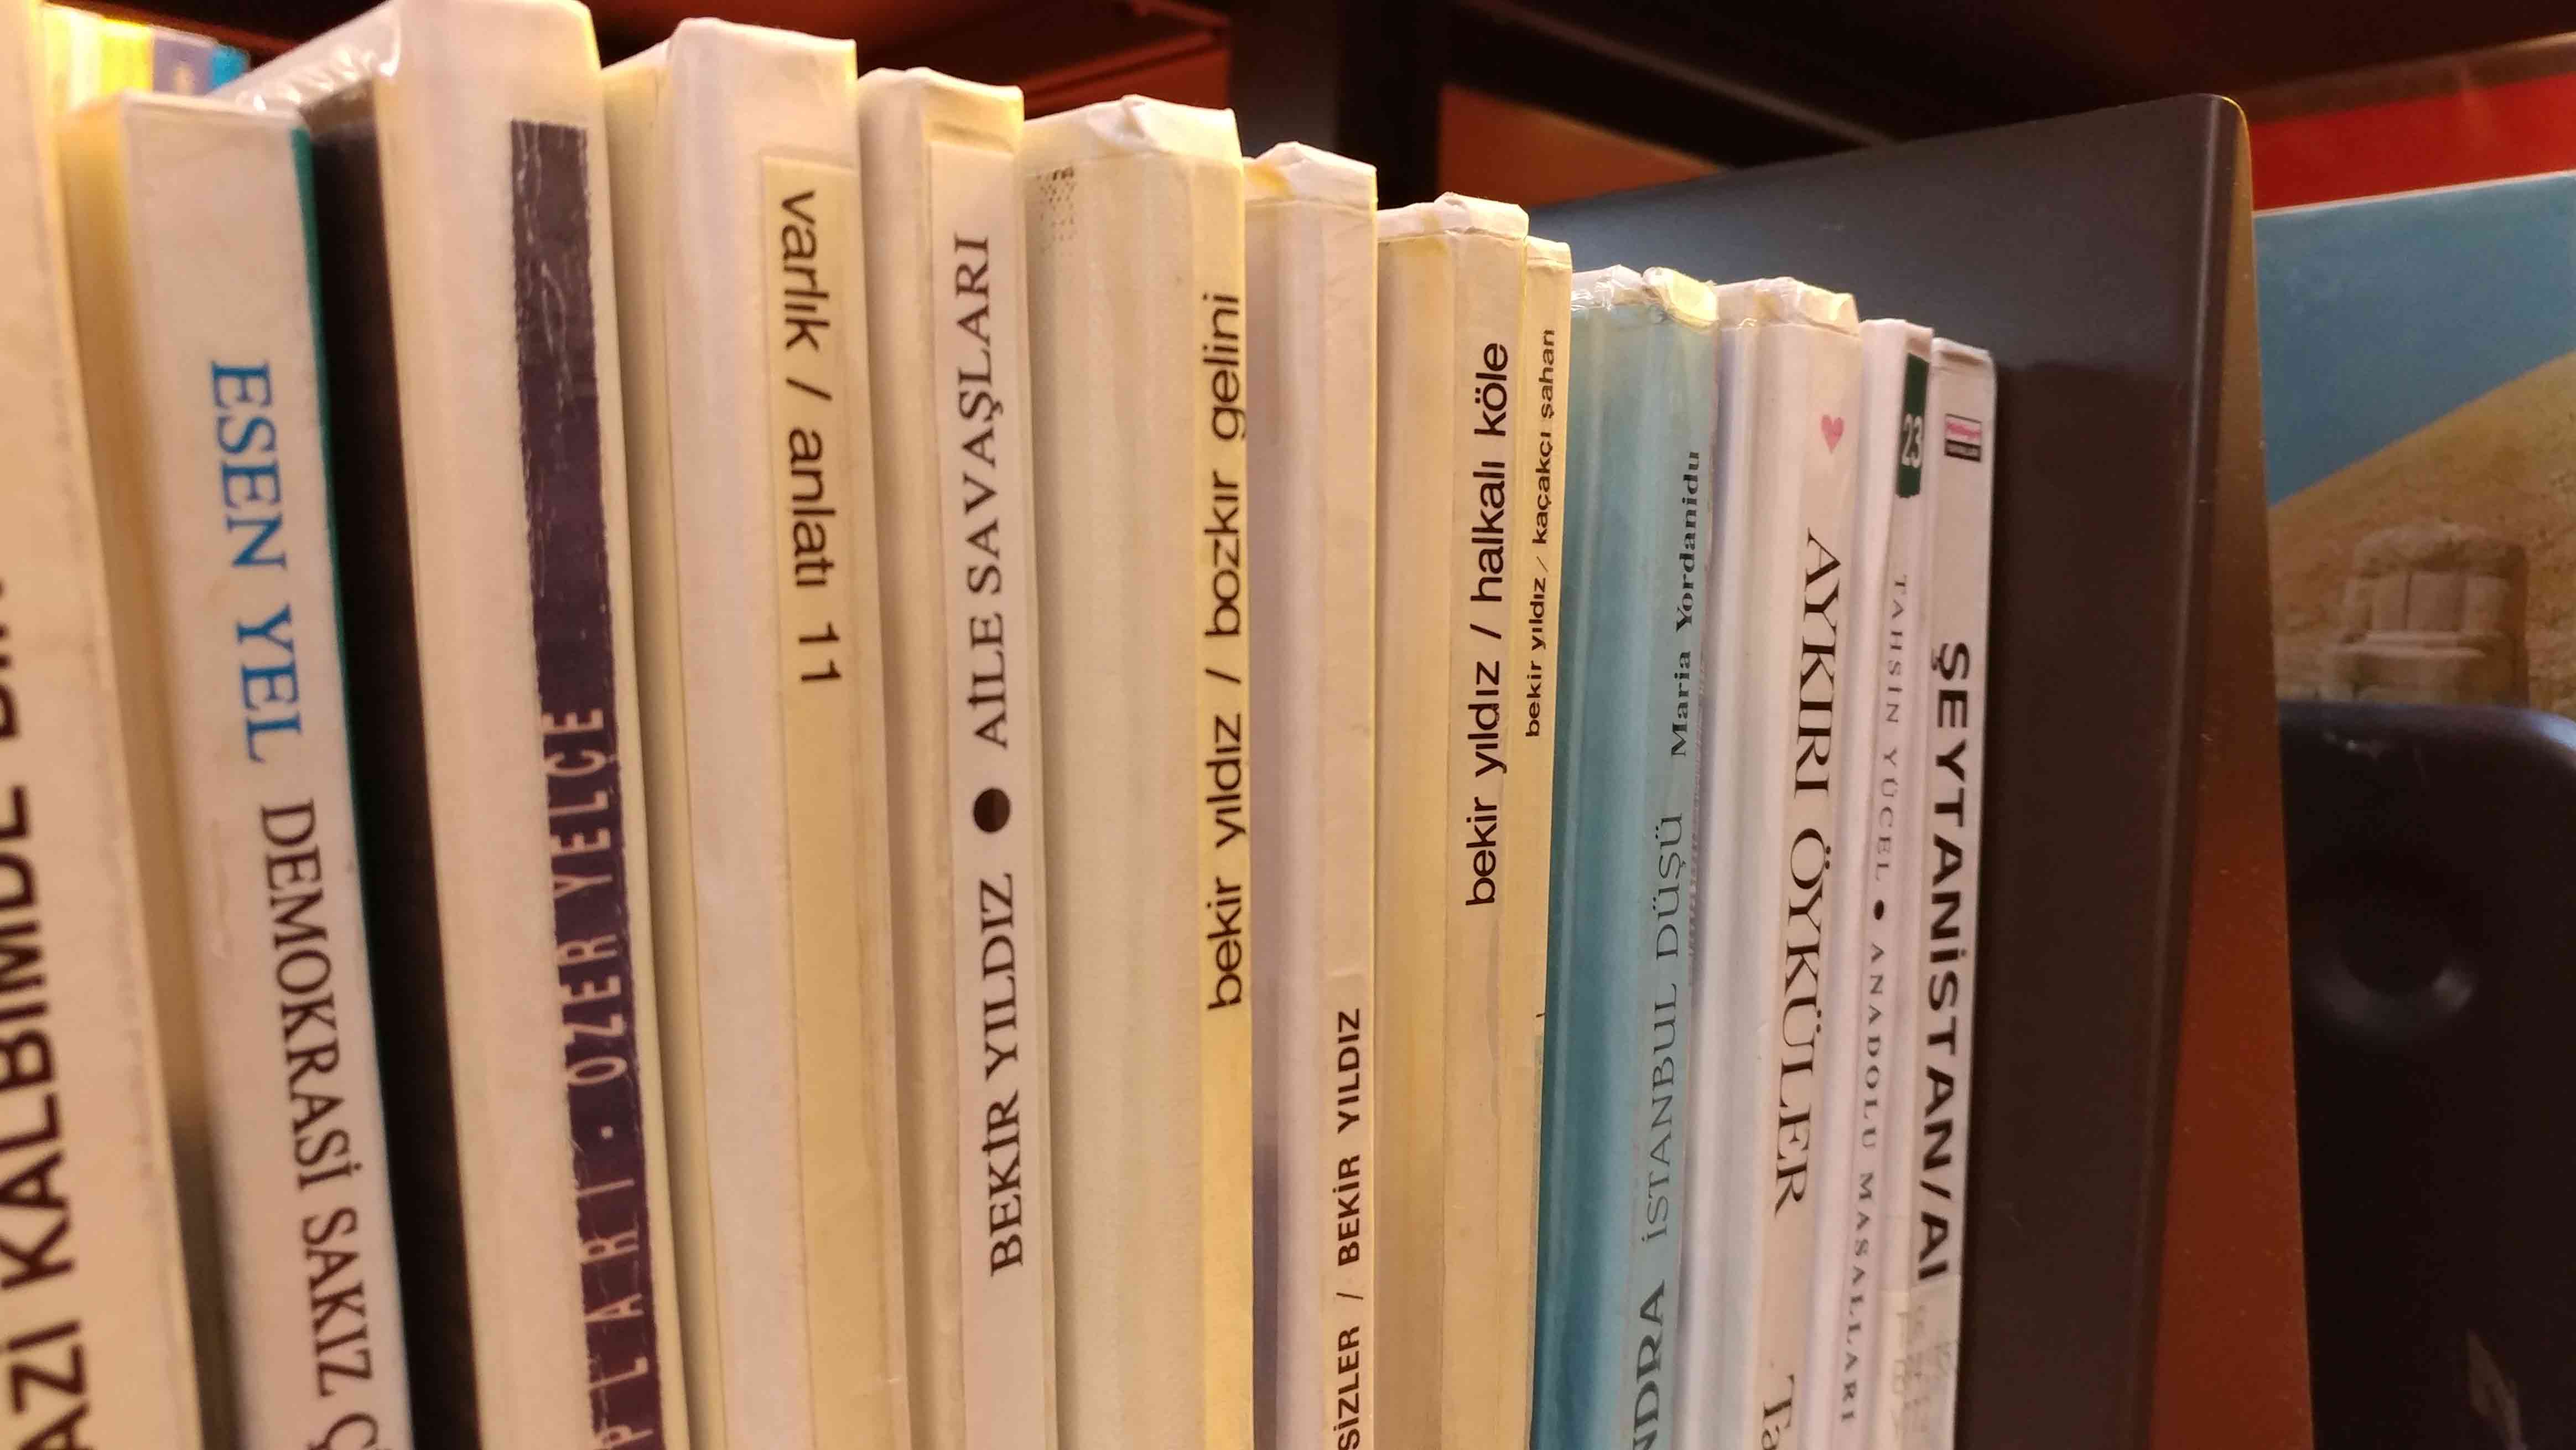 KALBİMDE
ESEN YEL DEMOKRASİ SAKIZ
ÖZER YELÇE
varlık / anlatı 11
BEKİR YILDIZ ● AİLE SAVAŞLARI
bekir yıldız / bozkır gelini
SİZLER / BEKİR YILDIZ
bekir yıldız / halkalı köle
bekir yıldız / kaçakçı şahan
NDRA İSTANBUL DÜŞÜ Maria Yordanidu
AYKIRI ÖYKÜLER Ta
23
TAHSİN YÜCEL ● ANADOLU MASALLARI
ŞEYTANİSTAN/